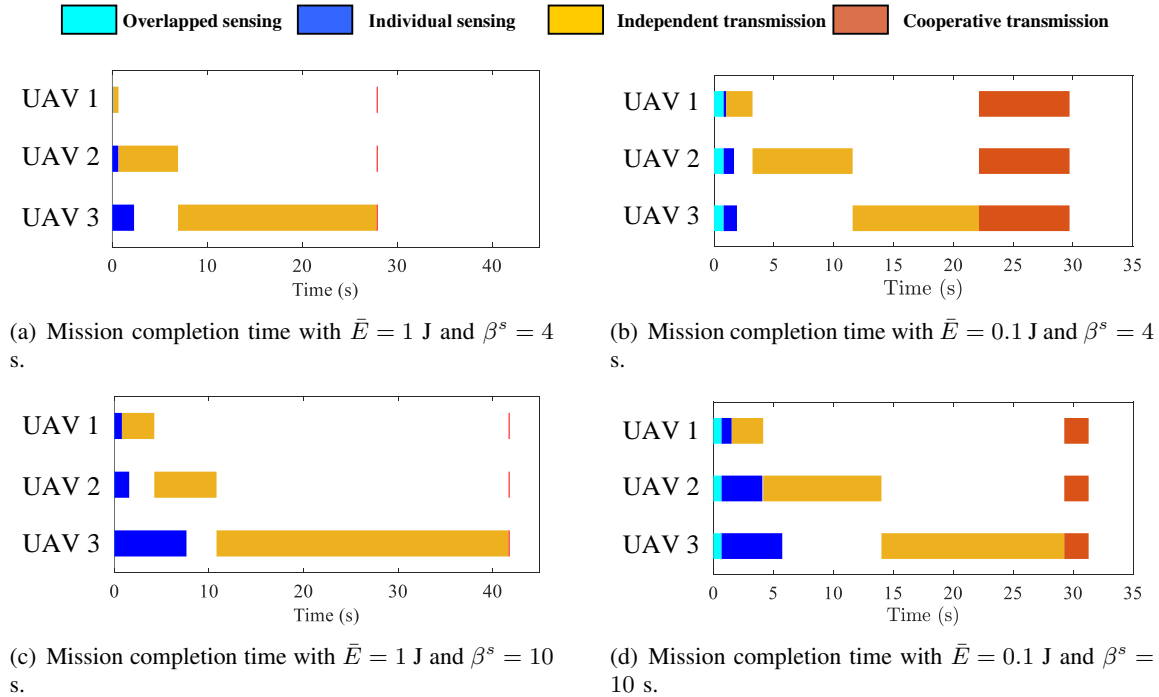 Overlapped sensing Individual sensing Independent transmission Cooperative transmission
UAV 1
UAV 2
UAV 3
0 10 20 30 40
Time (s)
(a) Mission completion time with Ē = 1 J and β^s = 4
s.
UAV 1
UAV 2
UAV 3
0 5 10 15 20 25 30 35
Time (s)
(b) Mission completion time with Ē = 0.1 J and β^s = 4
s.
UAV 1
UAV 2
UAV 3
0 10 20 30 40
Time (s)
(c) Mission completion time with Ē = 1 J and β^s = 10
s.
UAV 1
UAV 2
UAV 3
0 5 10 15 20 25 30 35
Time (s)
(d) Mission completion time with Ē = 0.1 J and β^s =
10 s.